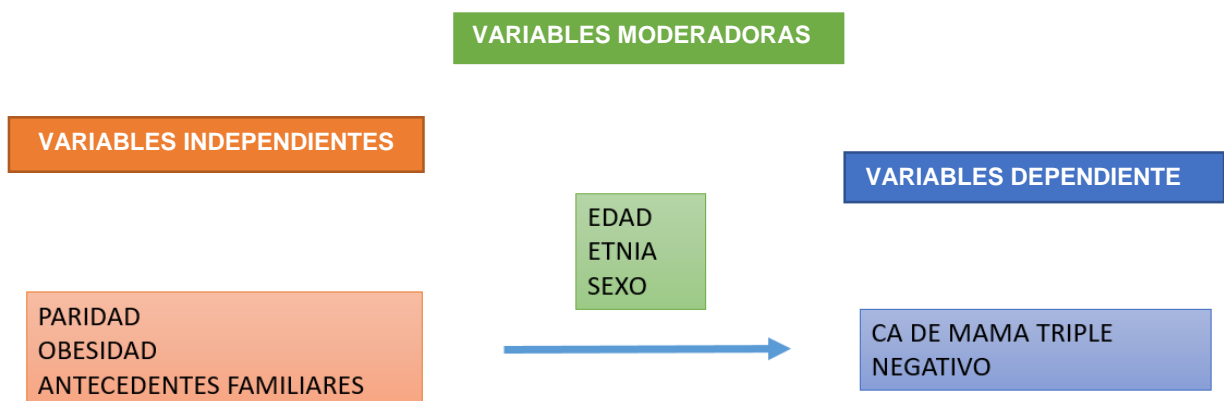 VARIABLES MODERADORAS
VARIABLES INDEPENDIENTES
VARIABLES DEPENDIENTE
EDAD
ETNIA
SEXO
PARIDAD
OBESIDAD
ANTECEDENTES FAMILIARES
CA DE MAMA TRIPLE
NEGATIVO